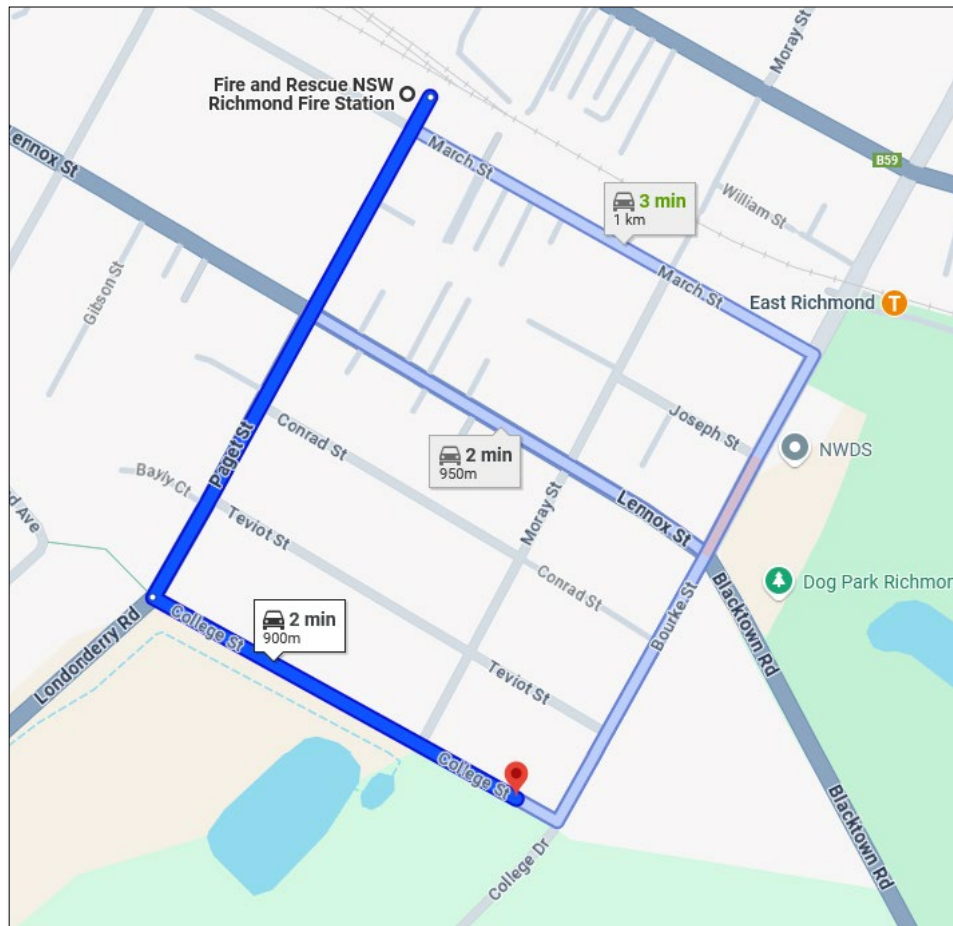 Moray St
Fire and Rescue NSW
Richmond Fire Station
Lennox St
March St
B59
3 min
1 km
William St
Gibson St
March St
East Richmond
T
Joseph St
Conrad St
2 min
950m
NWDS
Paget St
Bayly Ct
Moray St
Lennox St
Teviot St
Ave
Conrad St
Dog Park
Bourke St
2 min
900m
College St
Londonderry Rd
Blacktown Rd
Teviot St
College St
Blacktown Rd
College Dr